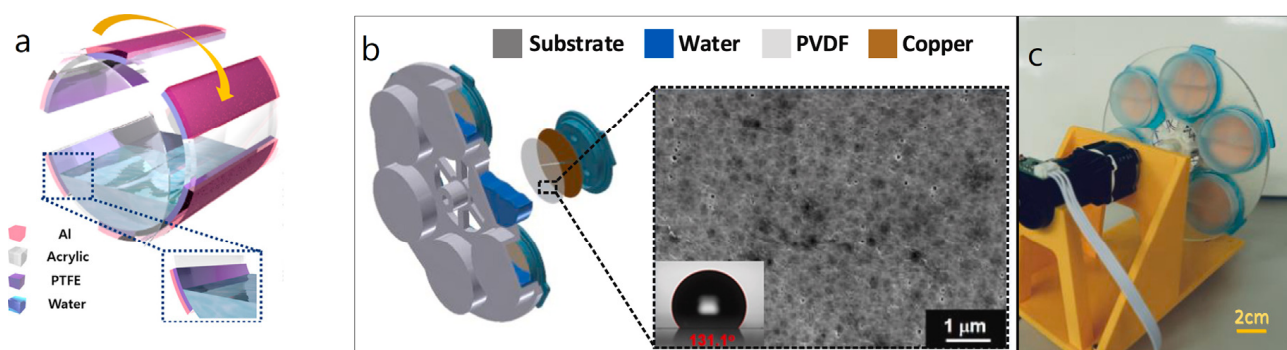 a
Al
Acrylic
PTFE
Water
b
Substrate
Water
PVDF
Copper
131.1°
1 μm
c
2cm